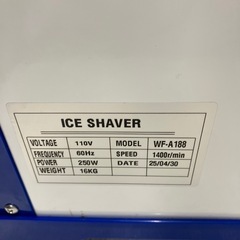 ICE SHAVER
VOLTAGE 110V MODEL WF-A188
FREQUENCY 60Hz SPEED 1400r/min
POWER 250W DATE 25/04/30
WEIGHT 16KG